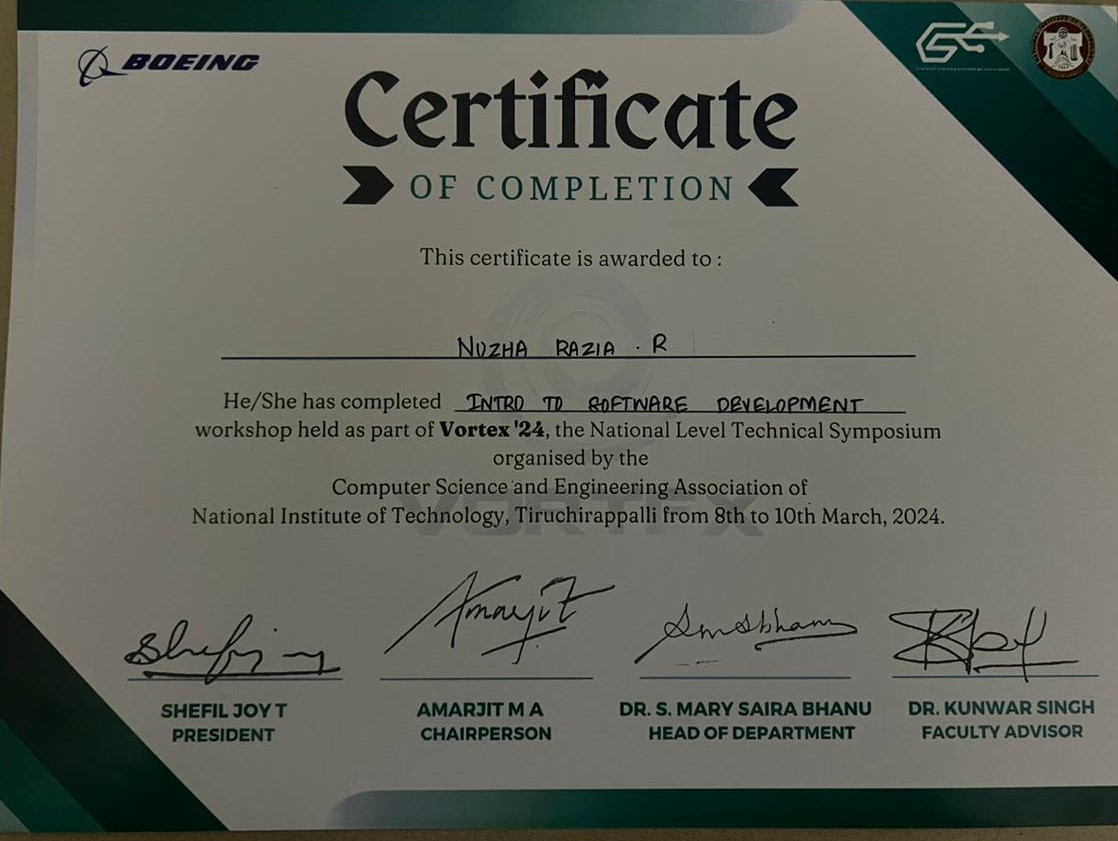 BOEING
Certificate
OF COMPLETION
This certificate is awarded to :
NUZHA RAZIA . R
He/She has completed INTRO TO SOFTWARE DEVELOPMENT
workshop held as part of Vortex '24, the National Level Technical Symposium
organised by the
Computer Science and Engineering Association of
National Institute of Technology, Tiruchirappalli from 8th to 10th March, 2024.
VORTEX
SHEFIL JOY T
PRESIDENT
AMARJIT M A
CHAIRPERSON
DR. S. MARY SAIRA BHANU
HEAD OF DEPARTMENT
DR. KUNWAR SINGH
FACULTY ADVISOR